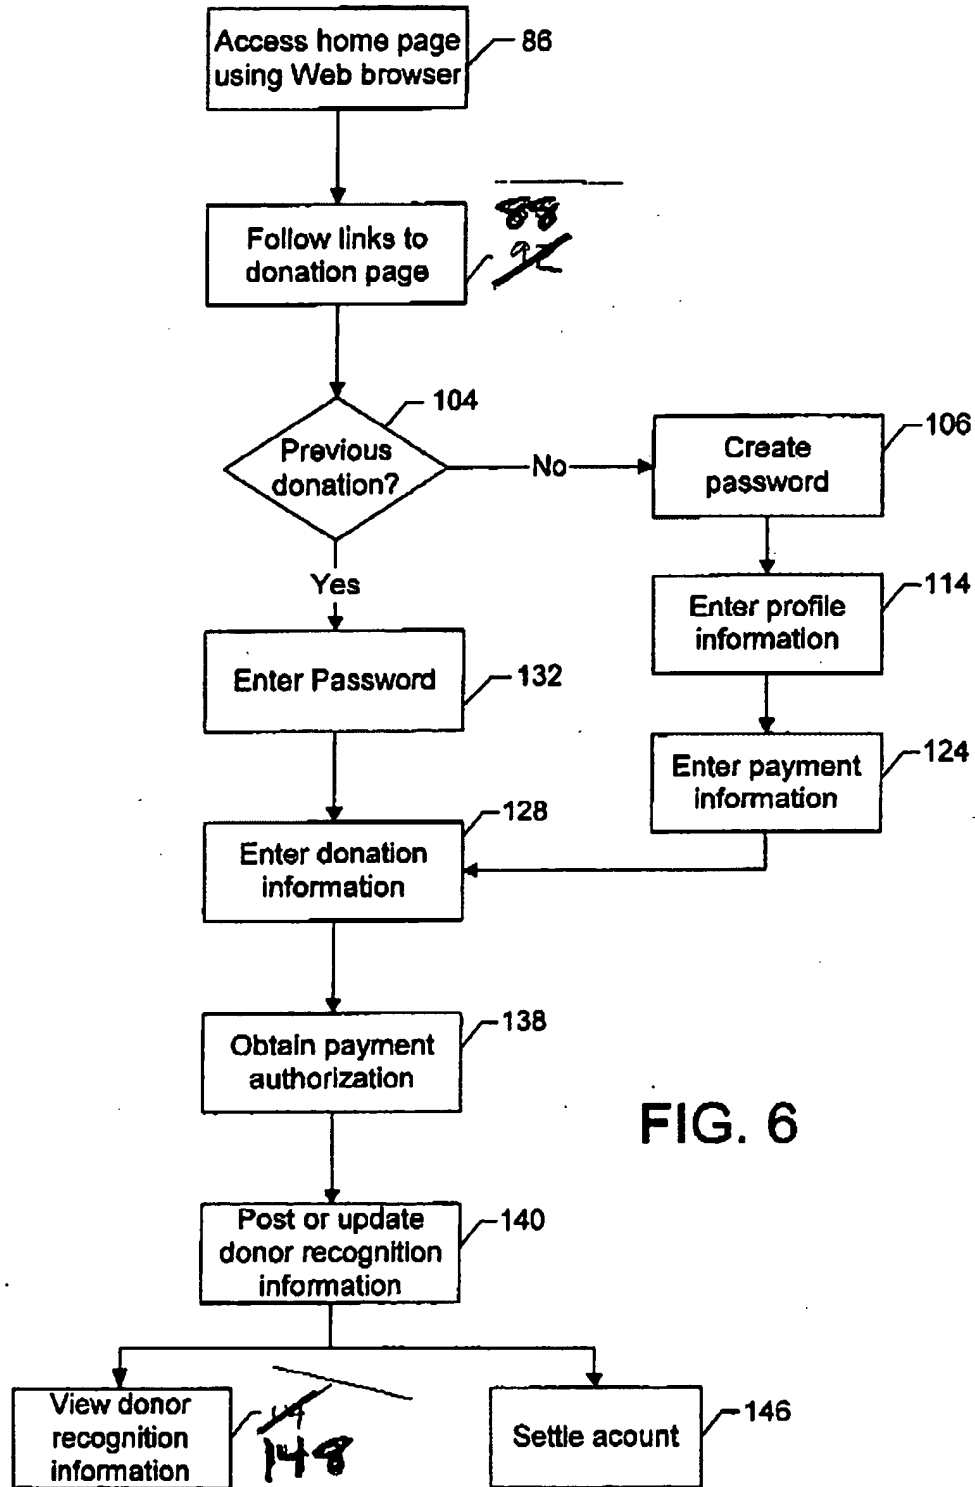 Access home page
using Web browser
86
Follow links to
donation page
88
Previous
donation?
104
No
Create
password
106
Yes
Enter profile
information
114
Enter Password
132
Enter payment
information
124
Enter donation
information
128
Obtain payment
authorization
138
FIG. 6
Post or update
donor recognition
information
140
View donor
recognition
information
148
Settle acount
146